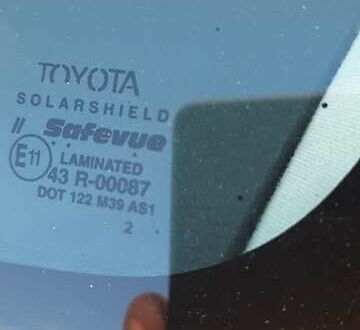 TOYOTA
SOLARSHIELD
// Safevue
E11 LAMINATED
43 R-00087
DOT 122 M39 AS1
2